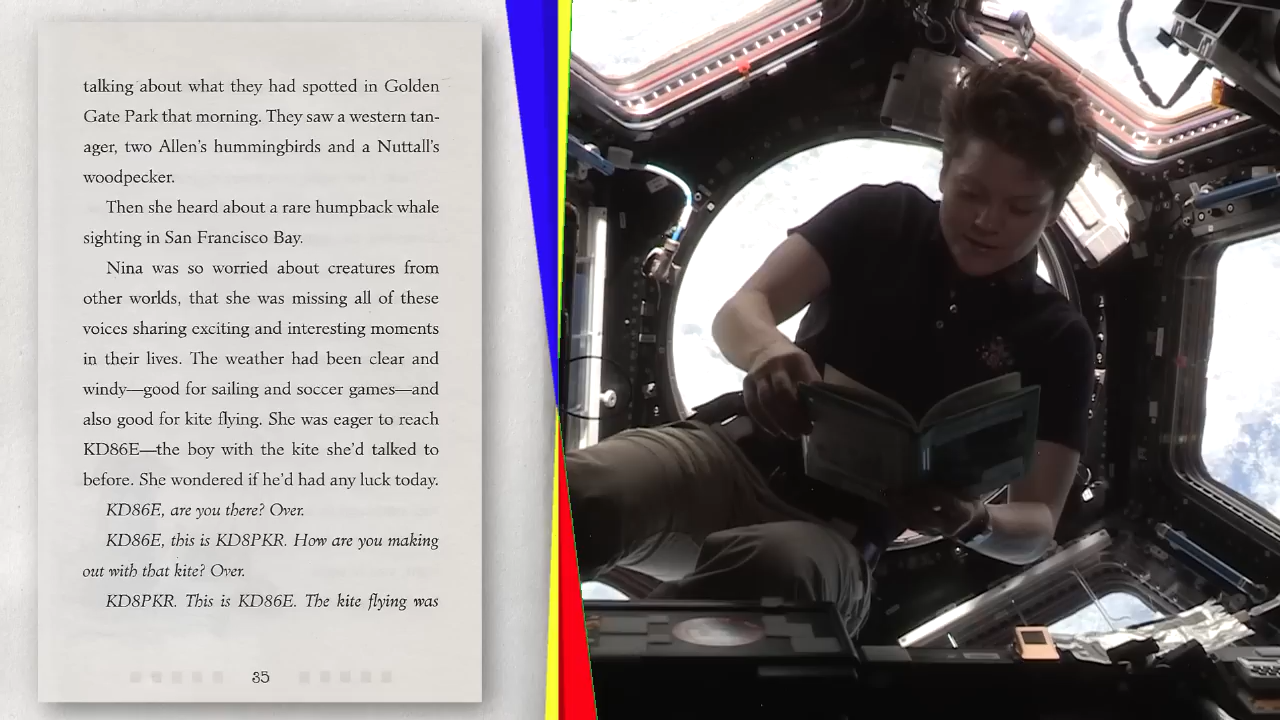 talking about what they had spotted in Golden
Gate Park that morning. They saw a western tan-
ager, two Allen's hummingbirds and a Nuttall's
woodpecker.
Then she heard about a rare humpback whale
sighting in San Francisco Bay.
Nina was so worried about creatures from
other worlds, that she was missing all of these
voices sharing exciting and interesting moments
in their lives. The weather had been clear and
windy—good for sailing and soccer games—and
also good for kite flying. She was eager to reach
KD86E—the boy with the kite she'd talked to
before. She wondered if he'd had any luck today.
KD86E, are you there? Over.
KD86E, this is KD8PKR. How are you making
out with that kite? Over.
KD8PKR. This is KD86E. The kite flying was
35